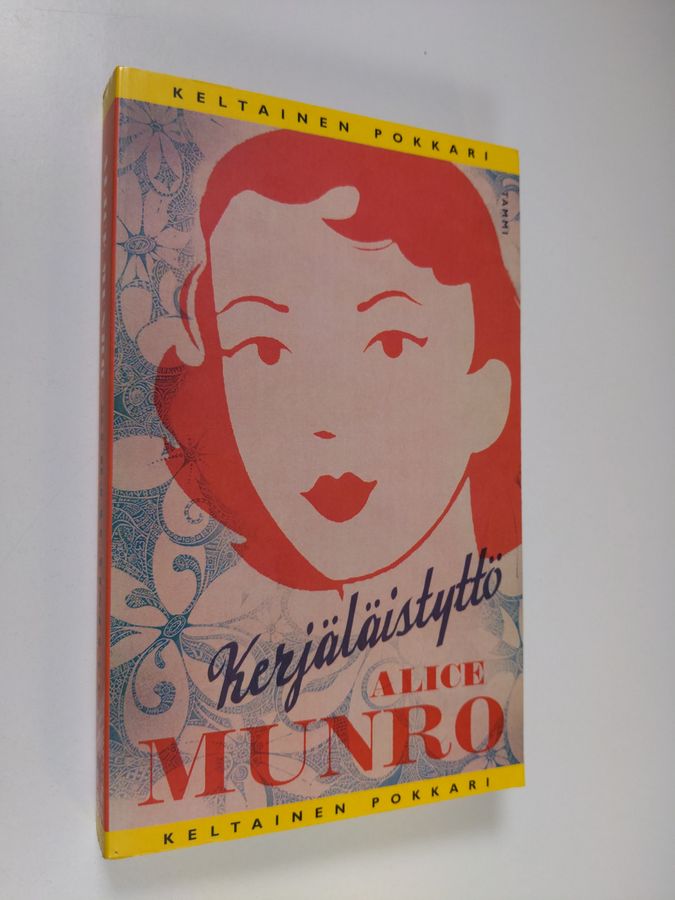 KELTAINEN POKKARI
TAMMI
Kerjäläistyttö
ALICE
MUNRO
KELTAINEN POKKARI